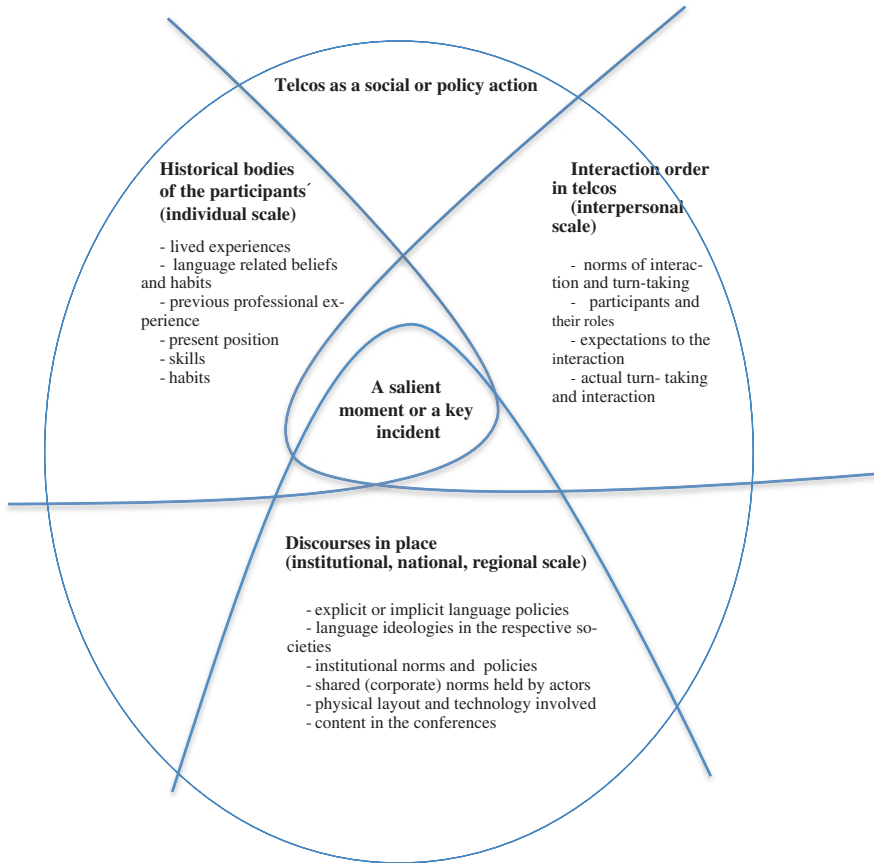 Telcos as a social or policy action
Historical bodies
of the participants´
(individual scale)
- lived experiences
- language related beliefs
and habits
- previous professional ex-
perience
- present position
- skills
- habits
Interaction order
in telcos
(interpersonal
scale)
- norms of interac-
tion and turn-taking
- participants and
their roles
- expectations to the
interaction
- actual turn- taking
and interaction
A salient
moment or a key
incident
Discourses in place
(institutional, national, regional scale)
- explicit or implicit language policies
- language ideologies in the respective so-
cieties
- institutional norms and policies
- shared (corporate) norms held by actors
- physical layout and technology involved
- content in the conferences